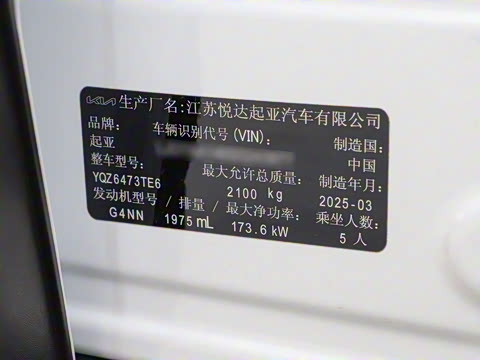 KIA 生产厂名:江苏悦达起亚汽车有限公司
品牌: 车辆识别代号(VIN): 制造国:
起亚 中国
整车型号: 最大允许总质量: 制造年月:
YQZ6473TE6 2100 kg 2025-03
发动机型号 / 排量 / 最大净功率: 乘坐人数:
G4NN 1975 mL 173.6 kW 5 人